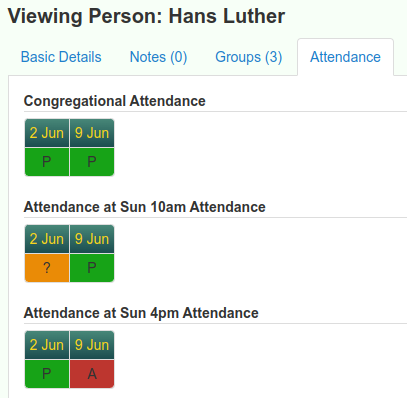 Viewing Person: Hans Luther
Basic Details Notes (0) Groups (3) Attendance
Congregational Attendance
2 Jun 9 Jun
P P
Attendance at Sun 10am Attendance
2 Jun 9 Jun
? P
Attendance at Sun 4pm Attendance
2 Jun 9 Jun
P A